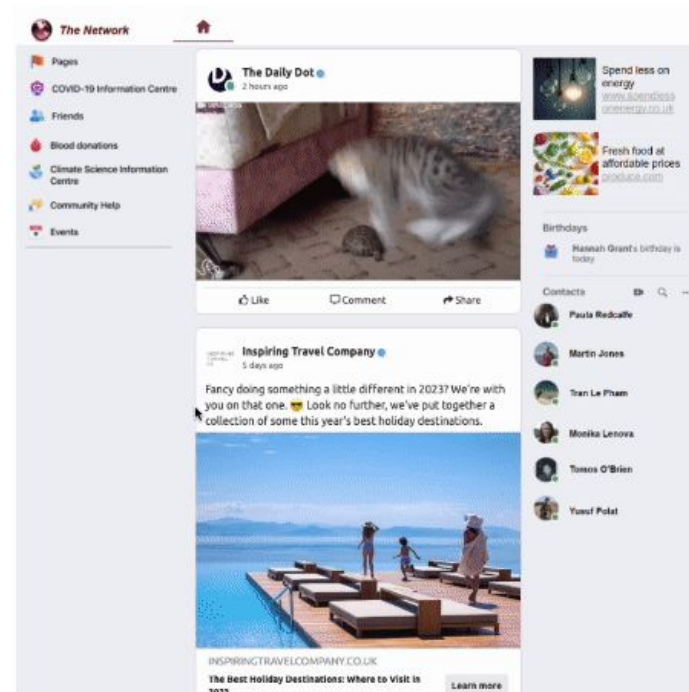 The Network
Pages
COVID-19 Information Centre
Friends
Blood donations
Climate Science Information
Centre
Community Help
Events
The Daily Dot
2 hours ago
Like
Comment
Share
Inspiring Travel Company
5 days ago
Fancy doing something a little different in 2023? We're with
you on that one. 😎 Look no further, we've put together a
collection of some this year's best holiday destinations.
INSPIRINGTRAVELCOMPANY.CO.UK
The Best Holiday Destinations: Where to Visit in
2023
Learn more
Spend less on
energy
www.spendless
onenergy.co.uk
Fresh food at
affordable prices
produce.com
Birthdays
Hannah Grant's birthday is
today
Contacts
Paula Redcalfe
Martin Jones
Tran Le Pham
Monika Lenova
Tomos O'Brien
Yusuf Polat